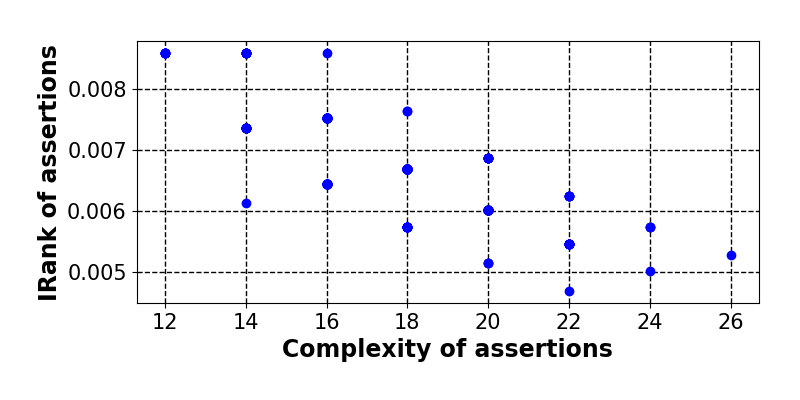 IRank of assertions
0.008
0.007
0.006
0.005
12 14 16 18 20 22 24 26
Complexity of assertions